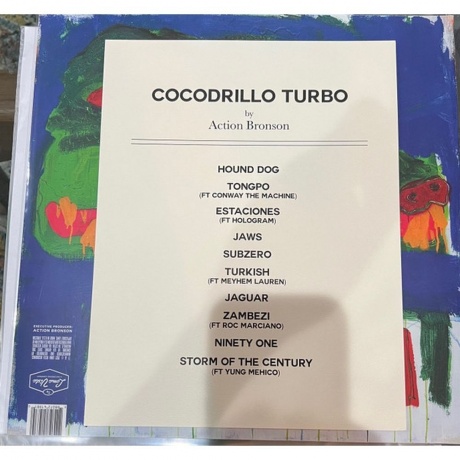 COCODRILLO TURBO
by
Action Bronson
HOUND DOG
TONGPO
(FT CONWAY THE MACHINE)
ESTACIONES
(FT HOLOGRAM)
JAWS
SUBZERO
TURKISH
(FT MEYHEM LAUREN)
JAGUAR
ZAMBEZI
(FT ROC MARCIANO)
NINETY ONE
STORM OF THE CENTURY
(FT YUNG MEHICO)
EXECUTIVE PRODUCER:
ACTION BRONSON
Loma Vista